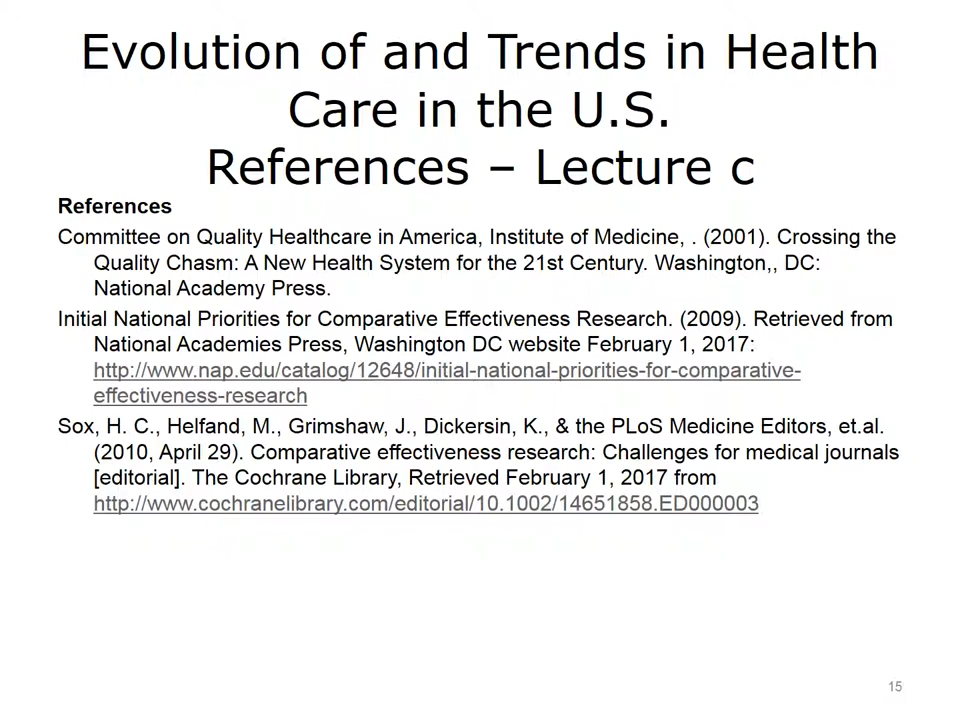 Evolution of and Trends in Health
Care in the U.S.
References – Lecture c
References
Committee on Quality Healthcare in America, Institute of Medicine, . (2001). Crossing the
Quality Chasm: A New Health System for the 21st Century. Washington,, DC:
National Academy Press.
Initial National Priorities for Comparative Effectiveness Research. (2009). Retrieved from
National Academies Press, Washington DC website February 1, 2017:
http://www.nap.edu/catalog/12648/initial-national-priorities-for-comparative-
effectiveness-research
Sox, H. C., Helfand, M., Grimshaw, J., Dickersin, K., & the PLoS Medicine Editors, et.al.
(2010, April 29). Comparative effectiveness research: Challenges for medical journals
[editorial]. The Cochrane Library, Retrieved February 1, 2017 from
http://www.cochranelibrary.com/editorial/10.1002/14651858.ED000003
15